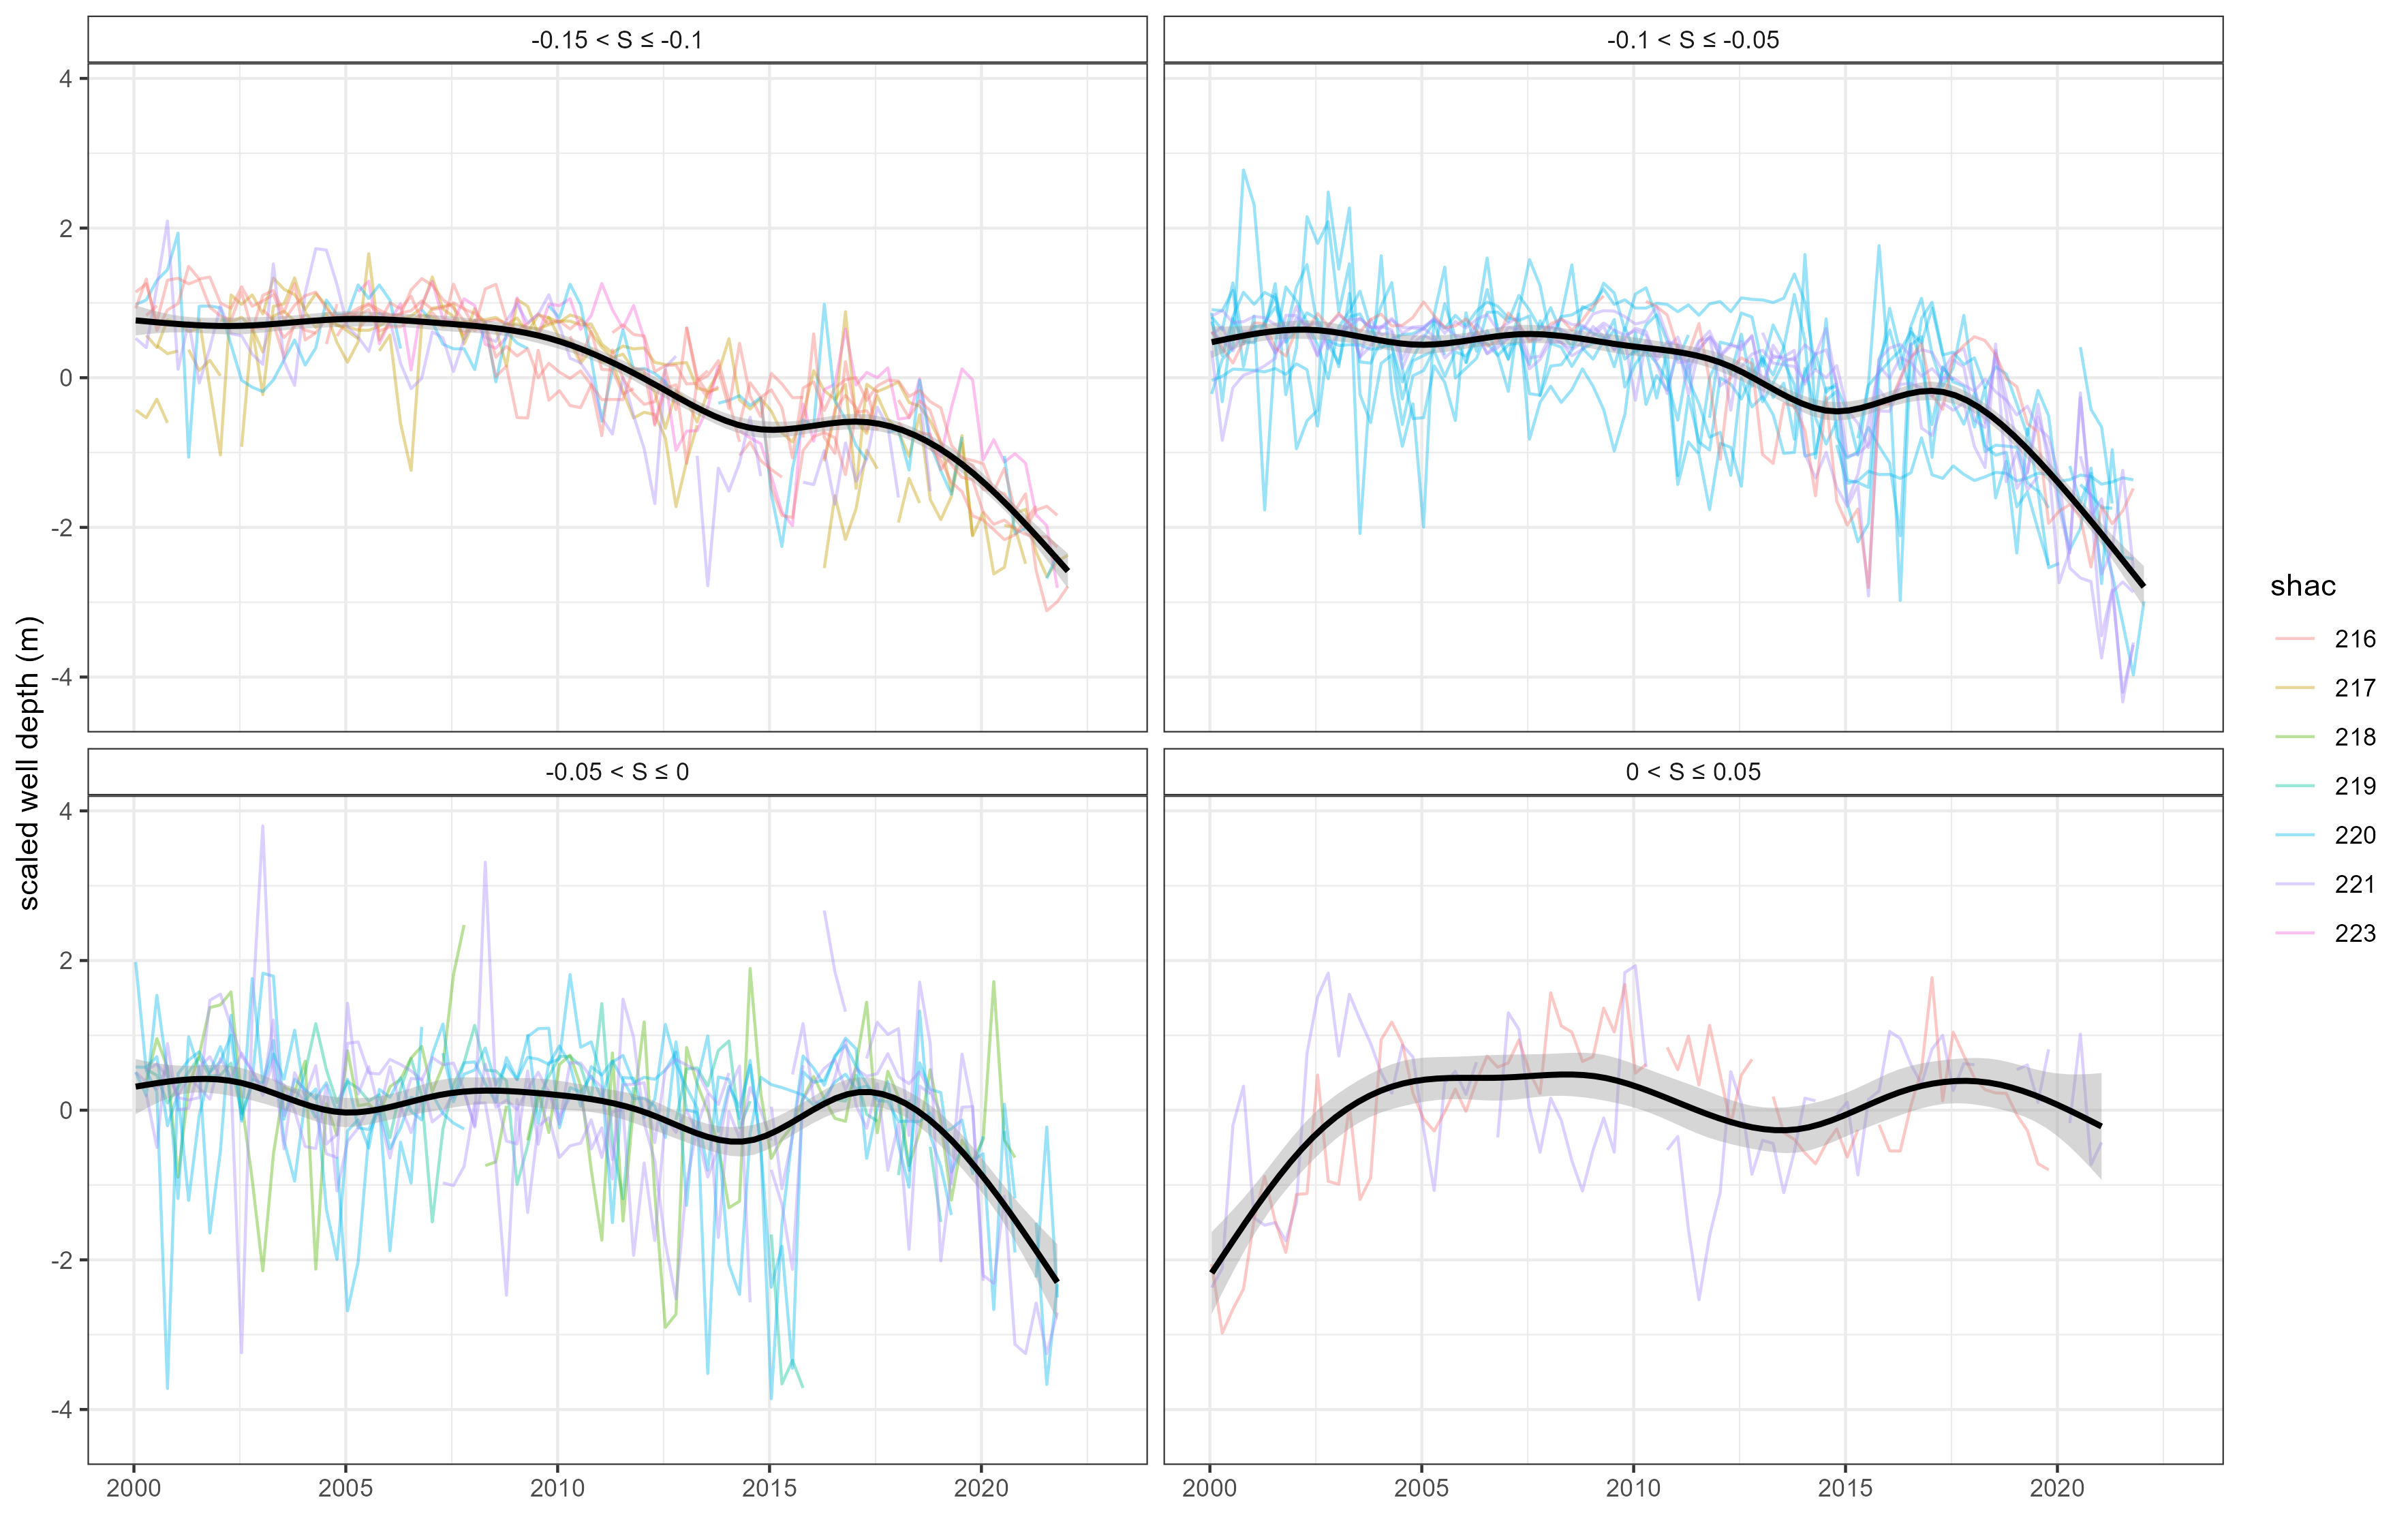 -0.15 < S ≤ -0.1
-0.1 < S ≤ -0.05
4
2
0
-2
-4
scaled well depth (m)
-0.05 < S ≤ 0
0 < S ≤ 0.05
4
2
0
-2
-4
2000 2005 2010 2015 2020
2000 2005 2010 2015 2020
shac
216
217
218
219
220
221
223